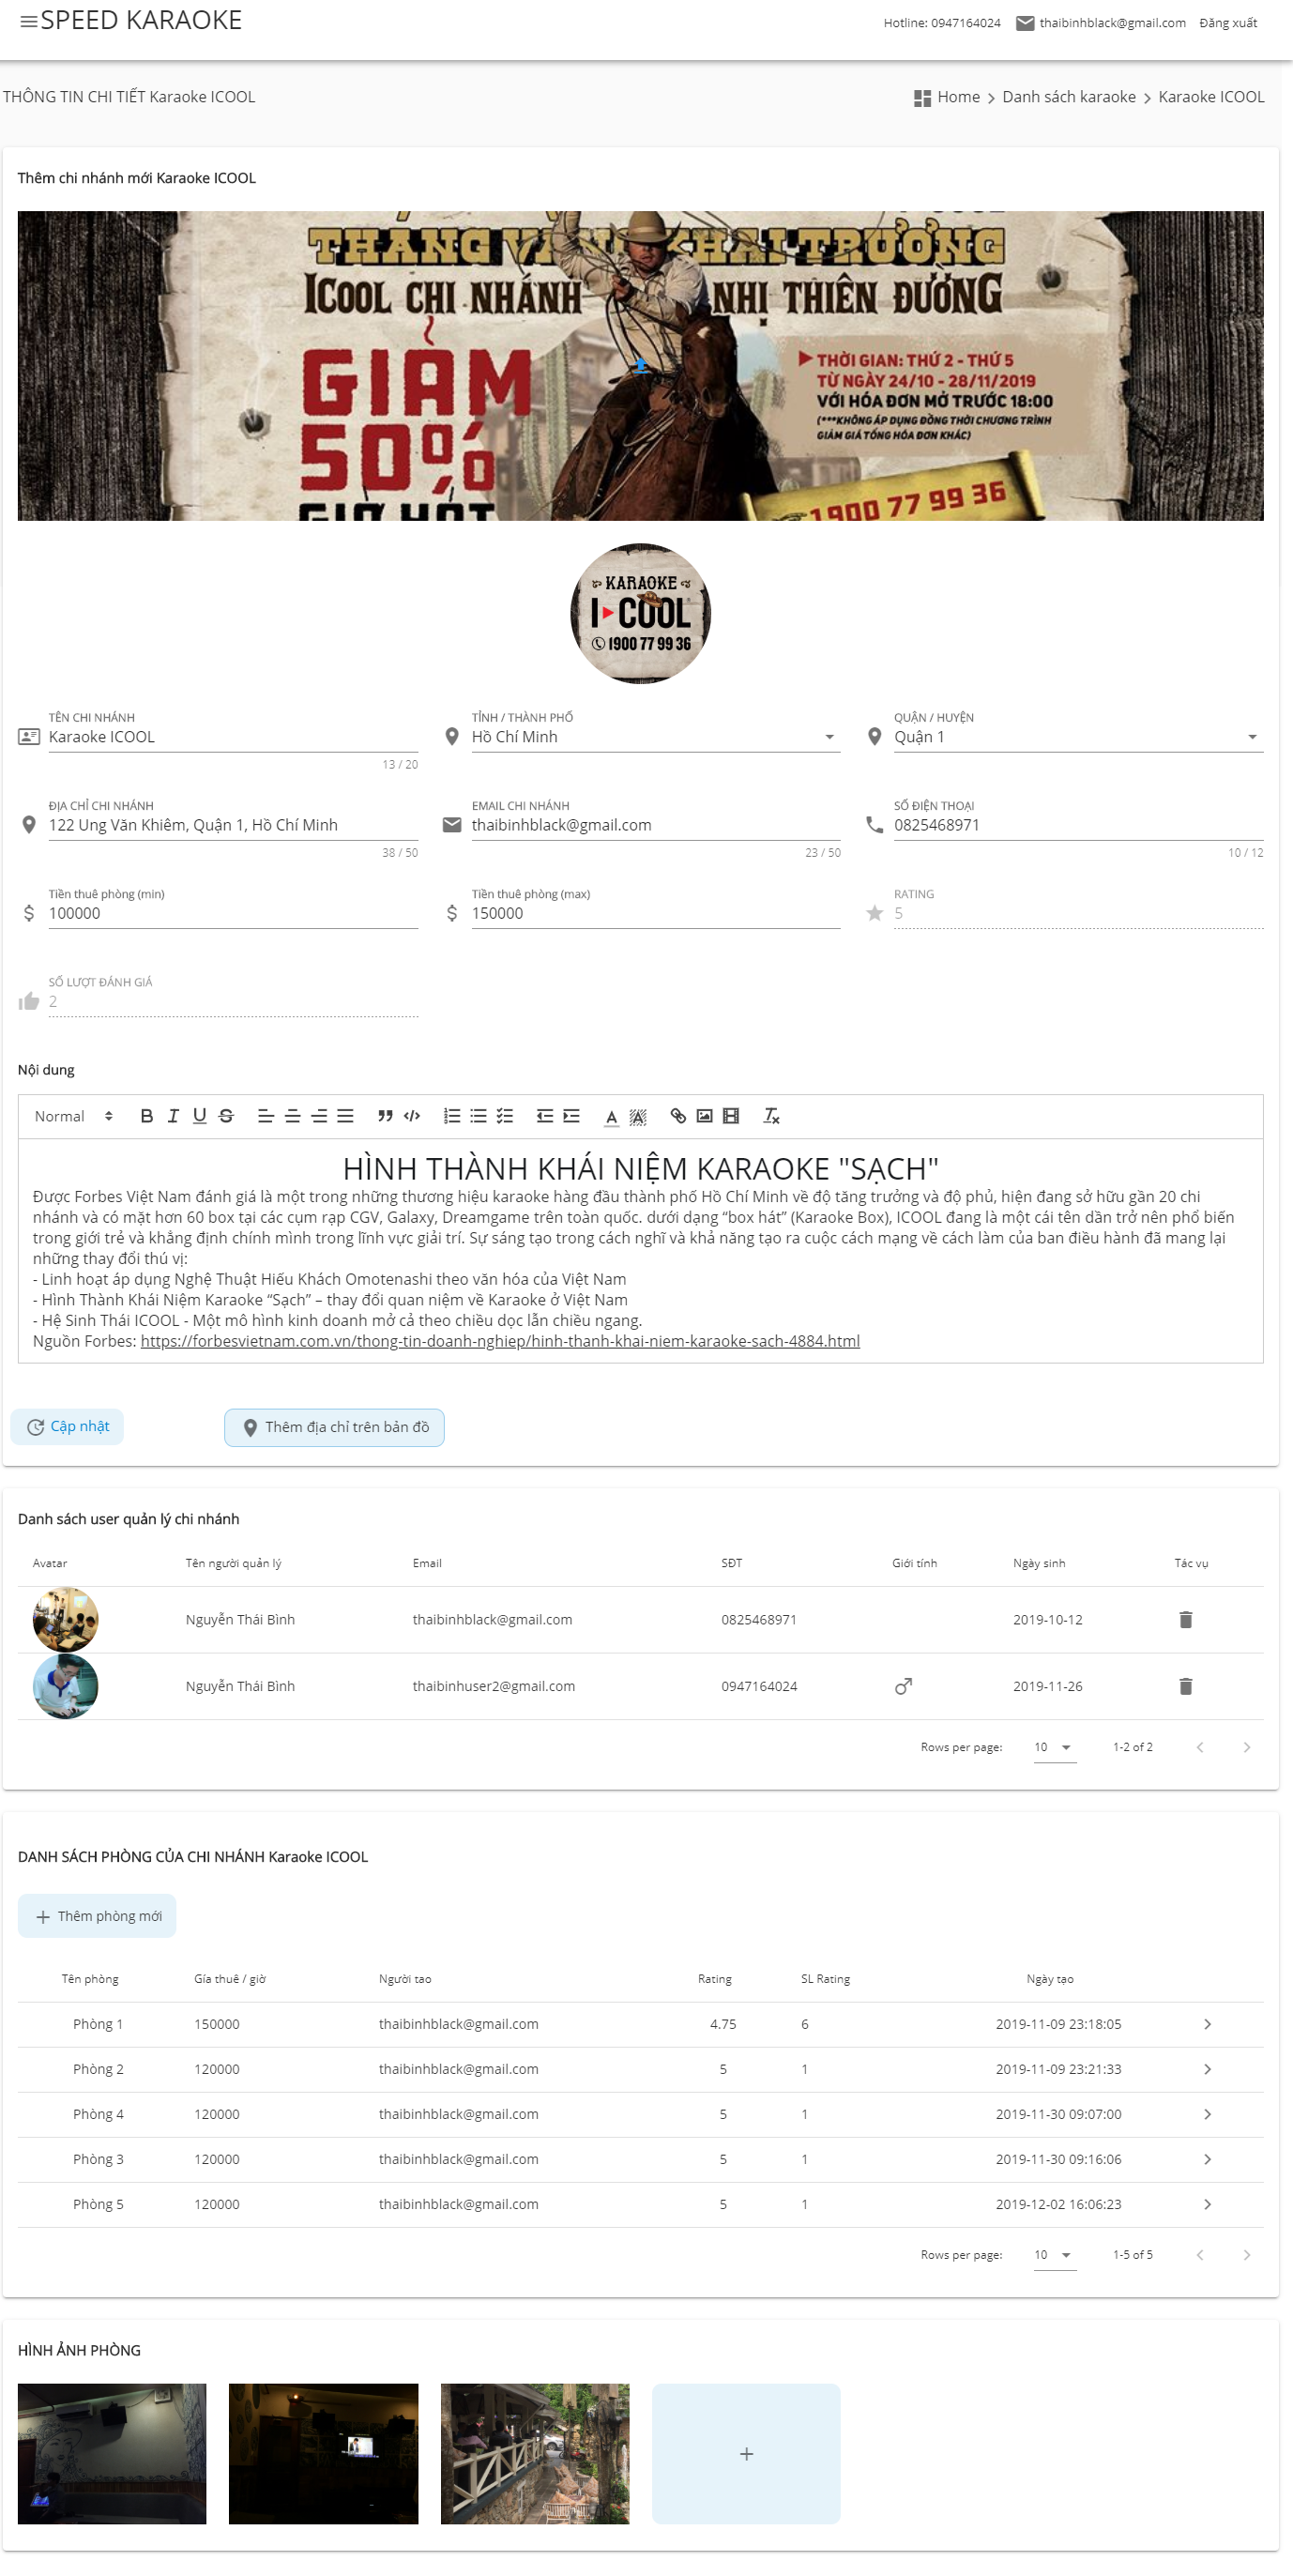 SPEED KARAOKE
Hotline: 0947164024 thaibinhblack@gmail.com Đăng xuất
THÔNG TIN CHI TIẾT Karaoke ICOOL
Home Danh sách karaoke Karaoke ICOOL
Thêm chi nhánh mới Karaoke ICOOL
ICOOL CHI NHÁNH NHỊ THIÊN ĐƯỜNG
GIẢM
50%
GIỜ HÁT
THỜI GIAN: THỨ 2 - THỨ 5
TỪ NGÀY 24/10 - 28/11/2019
VỚI HÓA ĐƠN MỞ TRƯỚC 18:00
(***KHÔNG ÁP DỤNG ĐỒNG THỜI CHƯƠNG TRÌNH
GIẢM GIÁ TỔNG HÓA ĐƠN KHÁC)
1900 77 99 36
KARAOKE
ICOOL
1900 77 99 36
TÊN CHI NHÁNH
Karaoke ICOOL
13 / 20
TỈNH / THÀNH PHỐ
Hồ Chí Minh
QUẬN / HUYỆN
Quận 1
ĐỊA CHỈ CHI NHÁNH
122 Ung Văn Khiêm, Quận 1, Hồ Chí Minh
38 / 50
EMAIL CHI NHÁNH
thaibinhblack@gmail.com
23 / 50
SỐ ĐIỆN THOẠI
0825468971
10 / 12
Tiền thuê phòng (min)
100000
Tiền thuê phòng (max)
150000
RATING
5
SỐ LƯỢT ĐÁNH GIÁ
2
Nội dung
Normal
HÌNH THÀNH KHÁI NIỆM KARAOKE "SẠCH"
Được Forbes Việt Nam đánh giá là một trong những thương hiệu karaoke hàng đầu thành phố Hồ Chí Minh về độ tăng trưởng và độ phủ, hiện đang sở hữu gần 20 chi
nhánh và có mặt hơn 60 box tại các cụm rạp CGV, Galaxy, Dreamgame trên toàn quốc. dưới dạng “box hát” (Karaoke Box), ICOOL đang là một cái tên dần trở nên phổ biến
trong giới trẻ và khẳng định chính mình trong lĩnh vực giải trí. Sự sáng tạo trong cách nghĩ và khả năng tạo ra cuộc cách mạng về cách làm của ban điều hành đã mang lại
những thay đổi thú vị:
- Linh hoạt áp dụng Nghệ Thuật Hiếu Khách Omotenashi theo văn hóa của Việt Nam
- Hình Thành Khái Niệm Karaoke “Sạch” – thay đổi quan niệm về Karaoke ở Việt Nam
- Hệ Sinh Thái ICOOL - Một mô hình kinh doanh mở cả theo chiều dọc lẫn chiều ngang.
Nguồn Forbes: https://forbesvietnam.com.vn/thong-tin-doanh-nghiep/hinh-thanh-khai-niem-karaoke-sach-4884.html
Cập nhật
Thêm địa chỉ trên bản đồ
Danh sách user quản lý chi nhánh
Avatar Tên người quản lý Email SĐT Giới tính Ngày sinh Tác vụ
Nguyễn Thái Bình thaibinhblack@gmail.com 0825468971 2019-10-12
Nguyễn Thái Bình thaibinhuser2@gmail.com 0947164024 2019-11-26
Rows per page: 10 1-2 of 2
DANH SÁCH PHÒNG CỦA CHI NHÁNH Karaoke ICOOL
Thêm phòng mới
Tên phòng Gía thuê / giờ Người tao Rating SL Rating Ngày tạo
Phòng 1 150000 thaibinhblack@gmail.com 4.75 6 2019-11-09 23:18:05
Phòng 2 120000 thaibinhblack@gmail.com 5 1 2019-11-09 23:21:33
Phòng 4 120000 thaibinhblack@gmail.com 5 1 2019-11-30 09:07:00
Phòng 3 120000 thaibinhblack@gmail.com 5 1 2019-11-30 09:16:06
Phòng 5 120000 thaibinhblack@gmail.com 5 1 2019-12-02 16:06:23
Rows per page: 10 1-5 of 5
HÌNH ẢNH PHÒNG